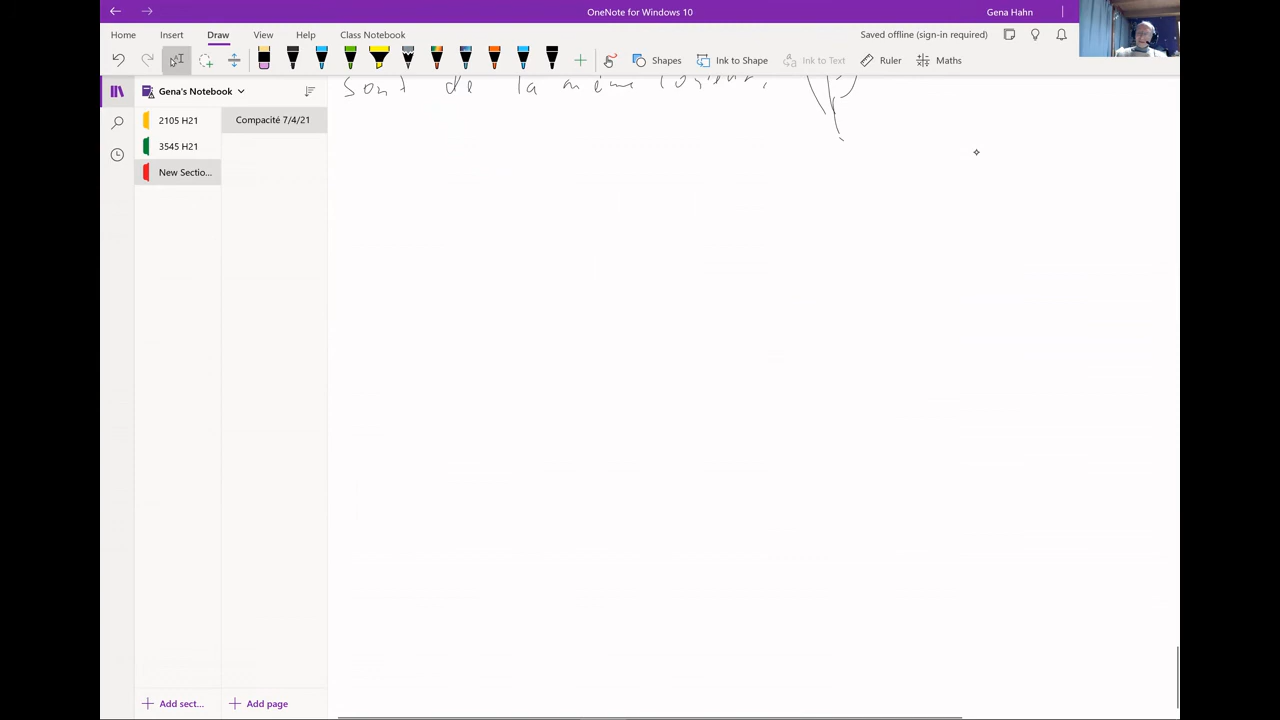 OneNote for Windows 10
Gena Hahn
Home Insert Draw View Help Class Notebook
Saved offline (sign-in required)
Shapes Ink to Shape Ink to Text Ruler Maths
Gena's Notebook
sont de la même
2105 H21
Compacité 7/4/21
3545 H21
New Sectio...
Add sect... Add page